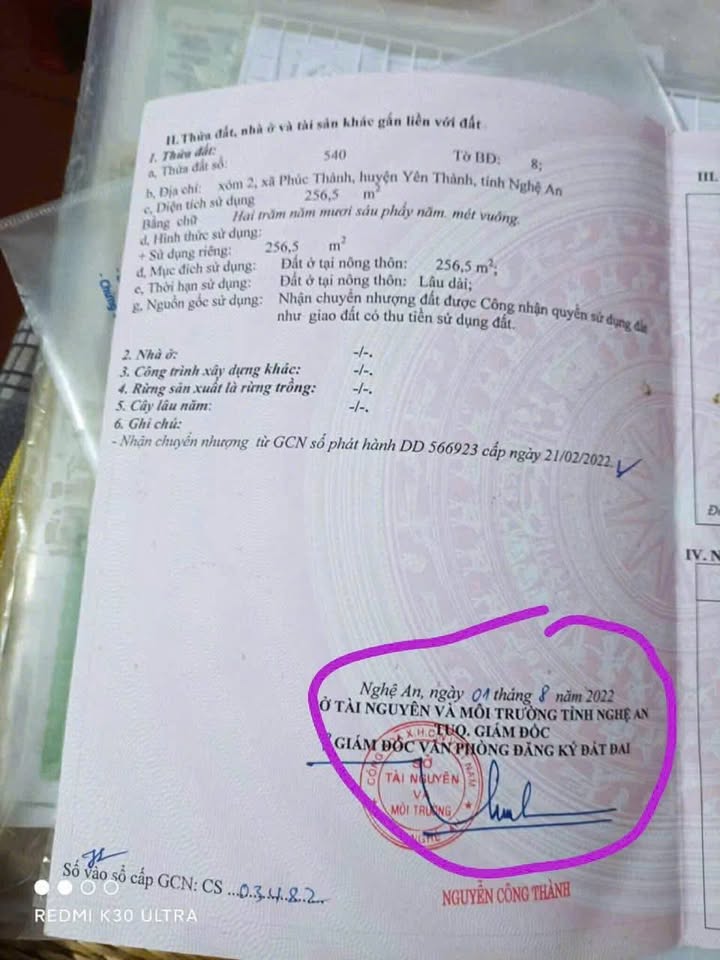 II. Thửa đất, nhà ở và tài sản khác gắn liền với đất
1. Thửa đất:
a, Thửa đất số: 540 Tờ BĐ: 8;
b, Địa chỉ: xóm 2, xã Phúc Thành, huyện Yên Thành, tỉnh Nghệ An
c, Diện tích sử dụng 256,5 m²
Bằng chữ Hai trăm năm mươi sáu phẩy năm. mét vuông.
d, Hình thức sử dụng:
+ Sử dụng riêng: 256,5 m²
d, Mục đích sử dụng: Đất ở tại nông thôn: 256,5 m²;
e, Thời hạn sử dụng: Đất ở tại nông thôn: Lâu dài;
g, Nguồn gốc sử dụng: Nhận chuyển nhượng đất được Công nhận quyền sử dụng đất
như giao đất có thu tiền sử dụng đất.
2. Nhà ở: -/-.
3. Công trình xây dựng khác: -/-.
4. Rừng sản xuất là rừng trồng: -/-.
5. Cây lâu năm: -/-.
6. Ghi chú:
- Nhận chuyển nhượng từ GCN số phát hành DD 566923 cấp ngày 21/02/2022.
Nghệ An, ngày 01 tháng 8 năm 2022
Ở TÀI NGUYÊN VÀ MÔI TRƯỜNG TỈNH NGHỆ AN
TUQ. GIÁM ĐỐC
GIÁM ĐỐC VĂN PHÒNG ĐĂNG KÝ ĐẤT ĐAI
SỞ
TÀI NGUYÊN
VÀ
MÔI TRƯỜNG
NGUYỄN CÔNG THÀNH
Số vào sổ cấp GCN: CS ...03482..
REDMI K30 ULTRA
III.
IV. N